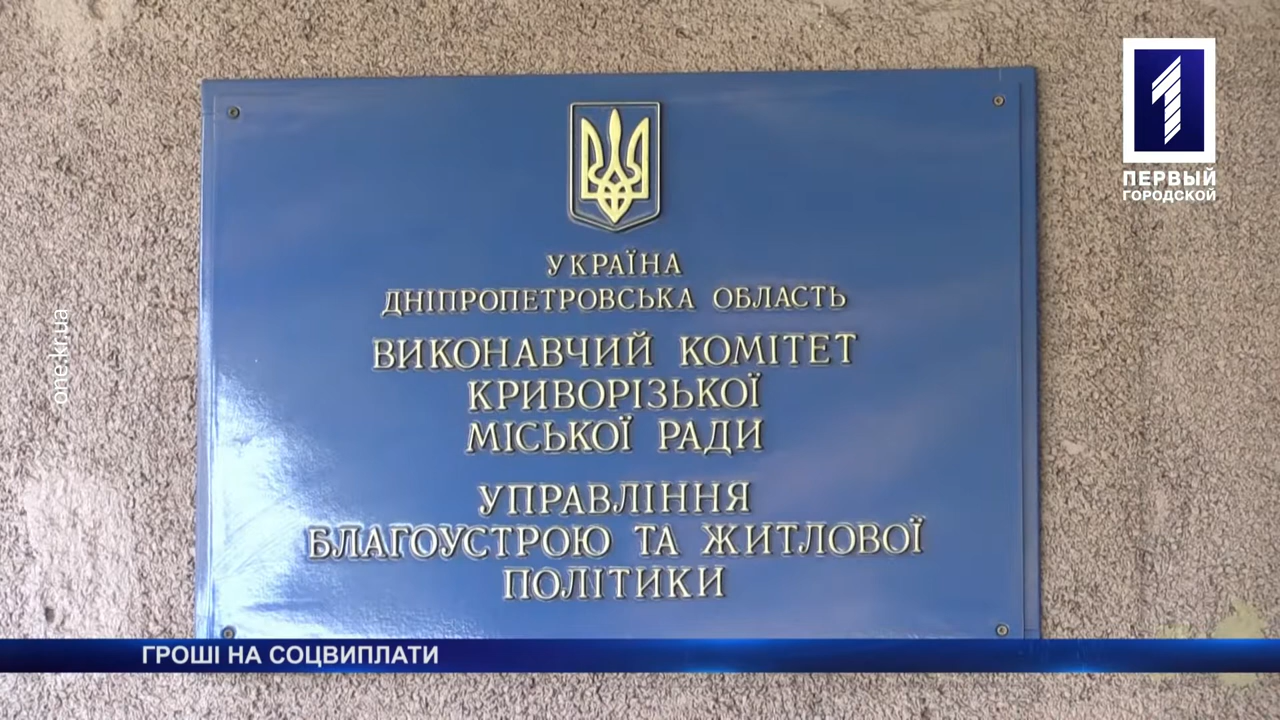 ПЕРВЫЙ
ГОРОДСКОЙ
УКРАЇНА
ДНІПРОПЕТРОВСЬКА ОБЛАСТЬ
ВИКОНАВЧИЙ КОМІТЕТ
КРИВОРІЗЬКОЇ
МІСЬКОЇ РАДИ
УПРАВЛІННЯ
БЛАГОУСТРОЮ ТА ЖИТЛОВОЇ
ПОЛІТИКИ
one.kr.ua
ГРОШІ НА СОЦВИПЛАТИ